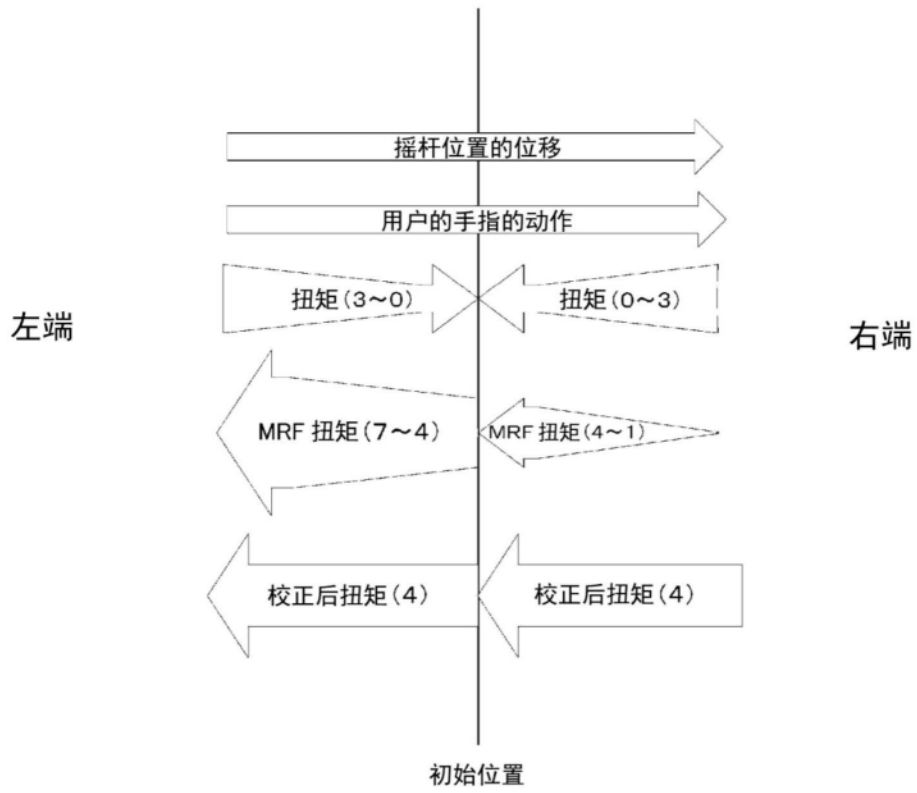 摇杆位置的位移
用户的手指的动作
扭矩(3～0)
扭矩(0～3)
左端
右端
MRF 扭矩(7～4)
MRF 扭矩(4～1)
校正后扭矩(4)
校正后扭矩(4)
初始位置